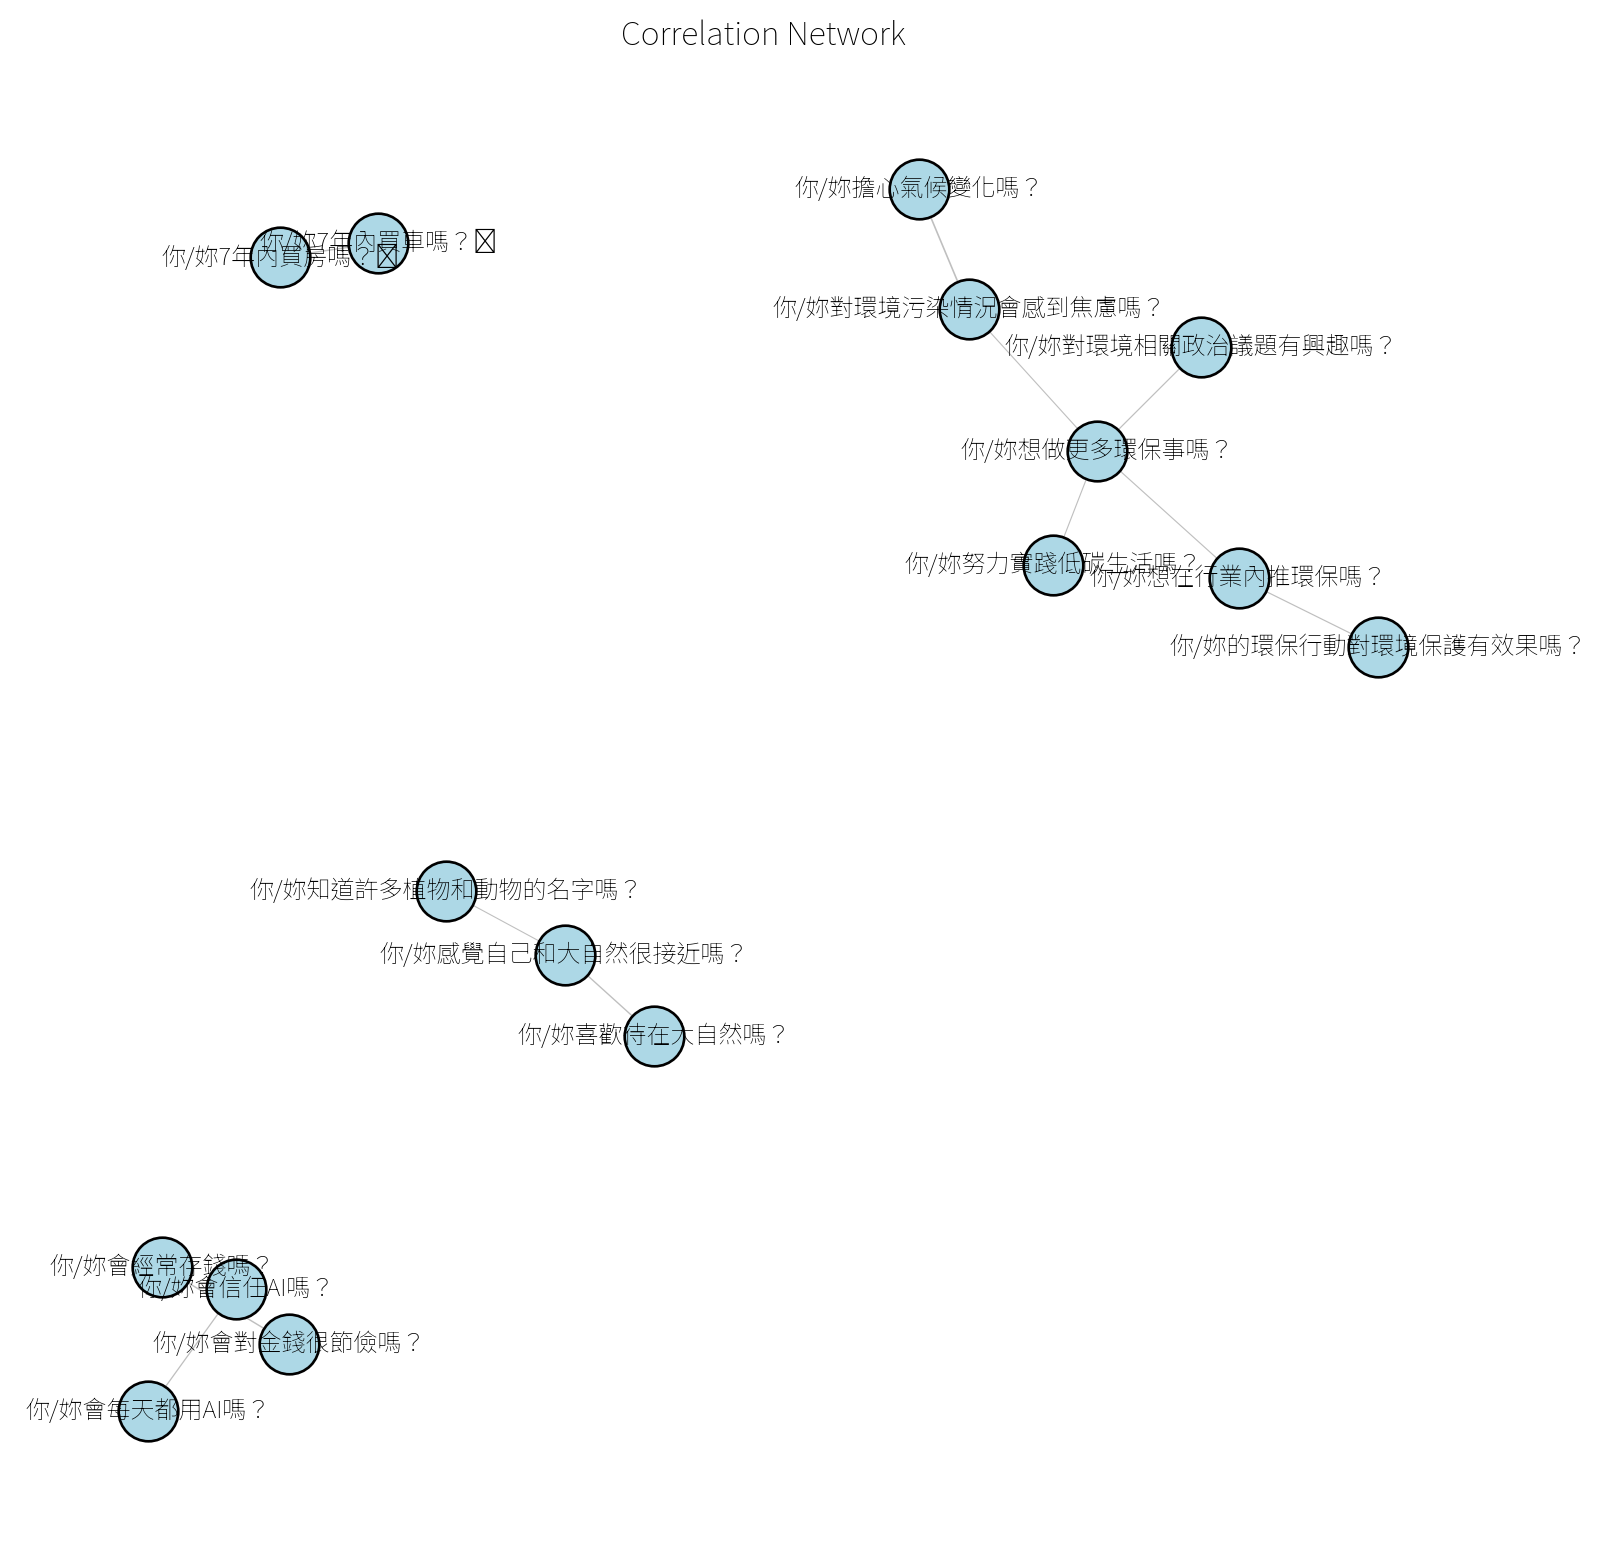 Correlation Network
你/妳擔心氣候變化嗎？
你/妳7年內買車嗎？
你/妳7年內買房嗎？
你/妳對環境污染情況會感到焦慮嗎？
你/妳對環境相關政治議題有興趣嗎？
你/妳想做更多環保事嗎？
你/妳努力實踐低碳生活嗎？
你/妳想在行業內推環保嗎？
你/妳的環保行動對環境保護有效果嗎？
你/妳知道許多植物和動物的名字嗎？
你/妳感覺自己和大自然很接近嗎？
你/妳喜歡待在大自然嗎？
你/妳會經常存錢嗎？
你/妳會信任AI嗎？
你/妳會對金錢很節儉嗎？
你/妳會每天都用AI嗎？